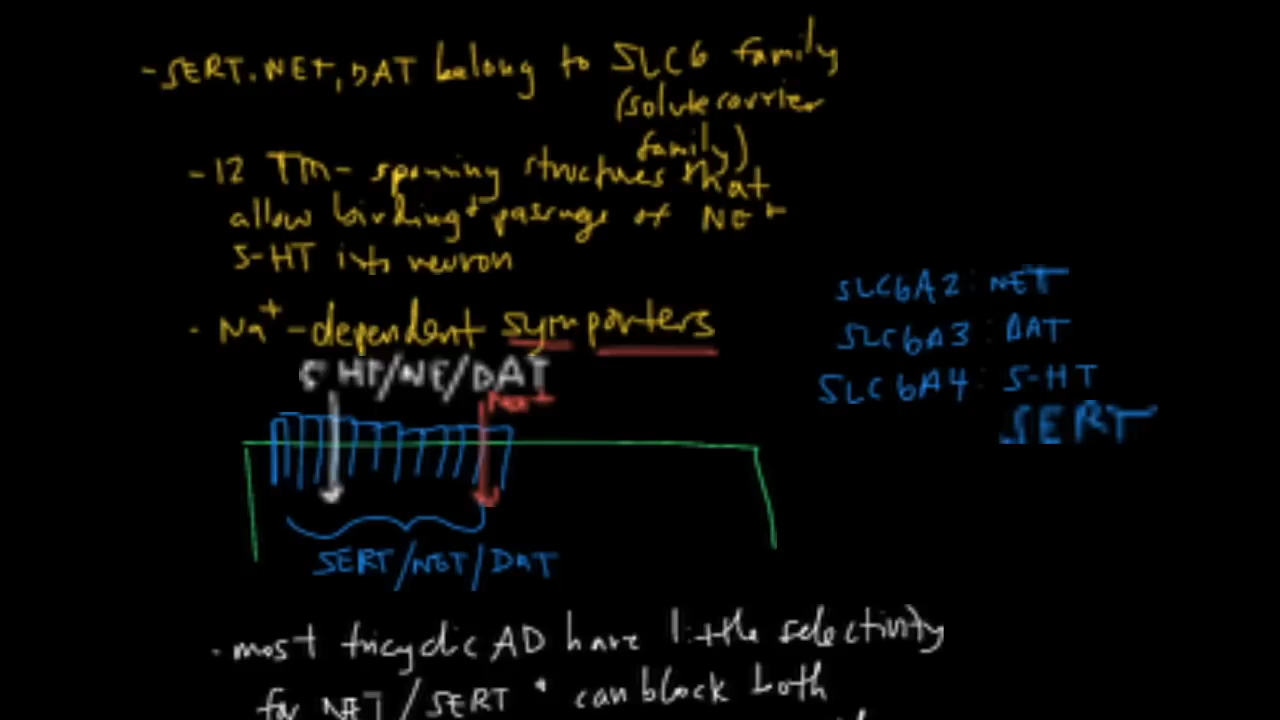 - SERT, NET, DAT belong to SLC6 family
(solute carrier
family)
- 12 TM- spanning structures that
allow binding + passage of NE +
5-HT into neuron
- Na+ -dependent symporters
SLC6A2: NET
SLC6A3: DAT
SLC6A4: 5-HT
SERT
5 HT/NE/DAT
Na+
SERT/NET/DAT
- most tricyclic AD have little selectivity
for NET/SERT • can block both